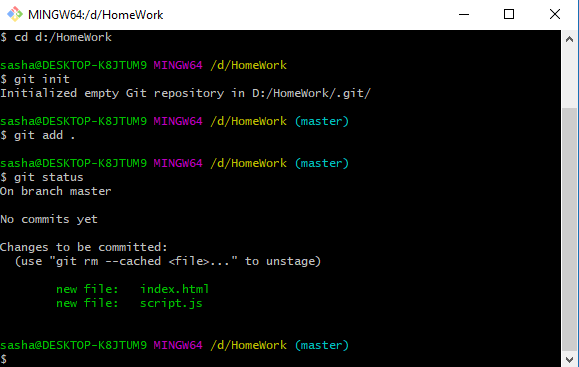 MINGW64:/d/HomeWork
$ cd d:/HomeWork
sasha@DESKTOP-K8JTUM9 MINGW64 /d/HomeWork
$ git init
Initialized empty Git repository in D:/HomeWork/.git/
sasha@DESKTOP-K8JTUM9 MINGW64 /d/HomeWork (master)
$ git add .
sasha@DESKTOP-K8JTUM9 MINGW64 /d/HomeWork (master)
$ git status
On branch master
No commits yet
Changes to be committed:
(use "git rm --cached <file>..." to unstage)
new file: index.html
new file: script.js
sasha@DESKTOP-K8JTUM9 MINGW64 /d/HomeWork (master)
$